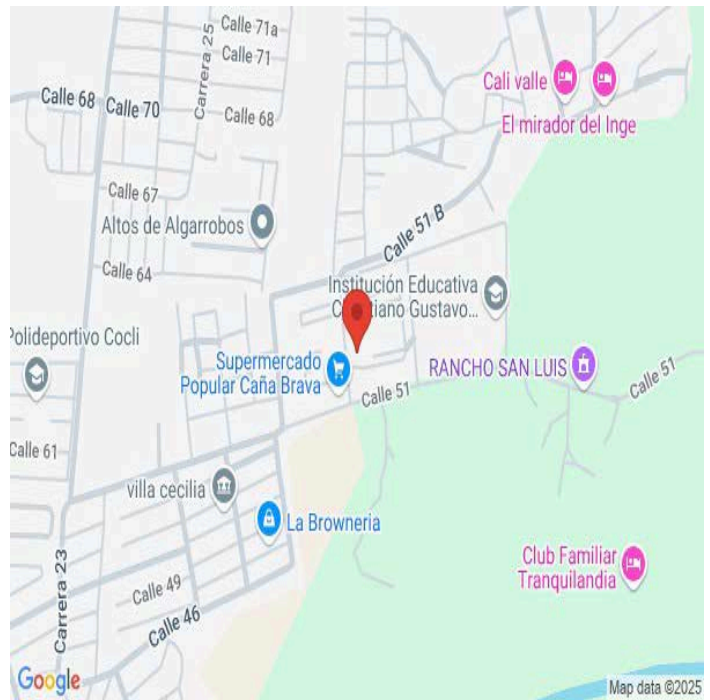 Calle 71a
Calle 71
Carrera 25
Calle 68
Calle 70
Calle 68
Cali valle
El mirador del Inge
Calle 67
Altos de Algarrobos
Calle 51 B
Calle 64
Institución Educativa
Gustavo...
Polideportivo Cocli
Supermercado
Popular Caña Brava
RANCHO SAN LUIS
Calle 51
Calle 51
Calle 61
villa cecilia
La Browneria
Carrera 23
Club Familiar
Tranquilandia
Calle 49
Calle 46
Google
Map data ©2025